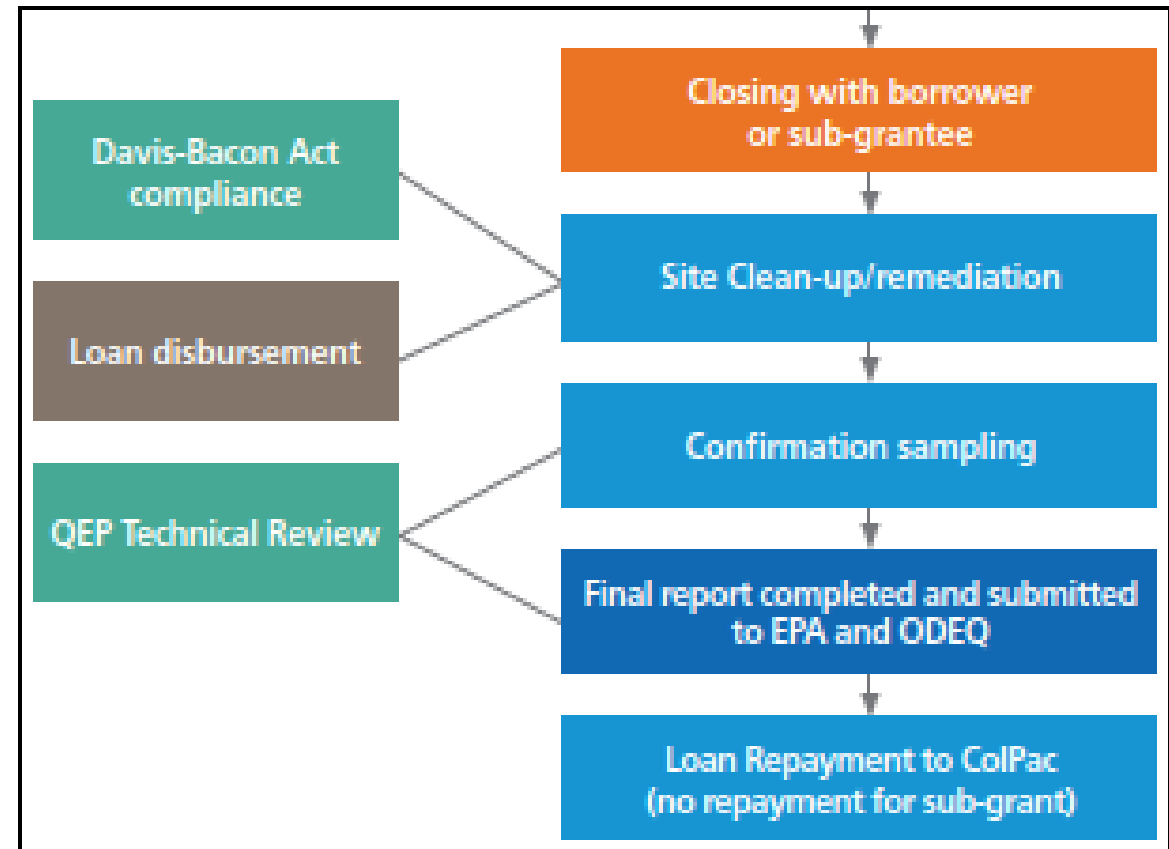 Closing with borrower
or sub-grantee
Davis-Bacon Act
compliance
Site Clean-up/remediation
Loan disbursement
Confirmation sampling
QEP Technical Review
Final report completed and submitted
to EPA and ODEQ
Loan Repayment to ColPac
(no repayment for sub-grant)